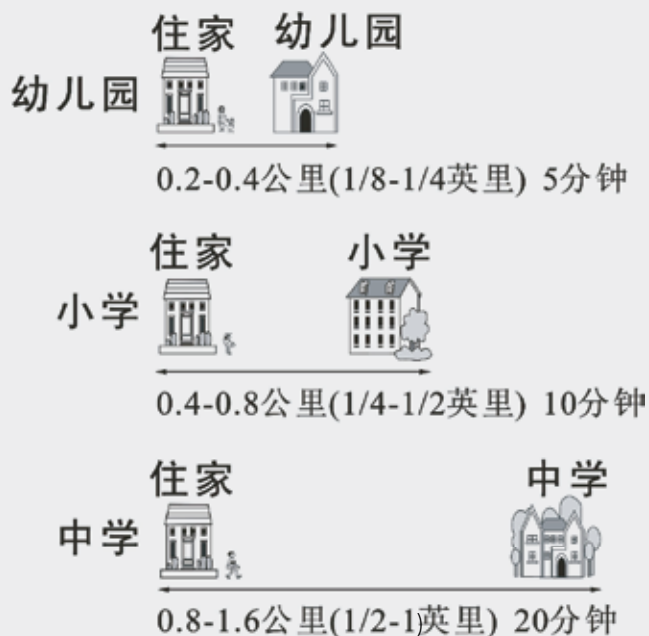 住家 幼儿园
幼儿园
0.2-0.4公里(1/8-1/4英里) 5分钟
住家 小学
小学
0.4-0.8公里(1/4-1/2英里) 10分钟
住家 中学
中学
0.8-1.6公里(1/2-1英里) 20分钟